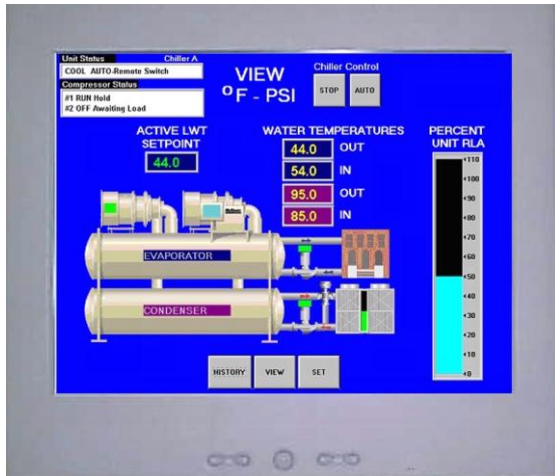 Unit Status Chiller A
COOL AUTO-Remote Switch
Compressor Status
#1 RUN Hold
#2 OFF Awaiting Load
VIEW
°F - PSI
Chiller Control
STOP AUTO
ACTIVE LWT
SETPOINT
44.0
WATER TEMPERATURES
44.0 OUT
54.0 IN
95.0 OUT
85.0 IN
PERCENT
UNIT RLA
110
100
90
80
70
60
50
40
30
20
10
0
EVAPORATOR
CONDENSER
HISTORY VIEW SET